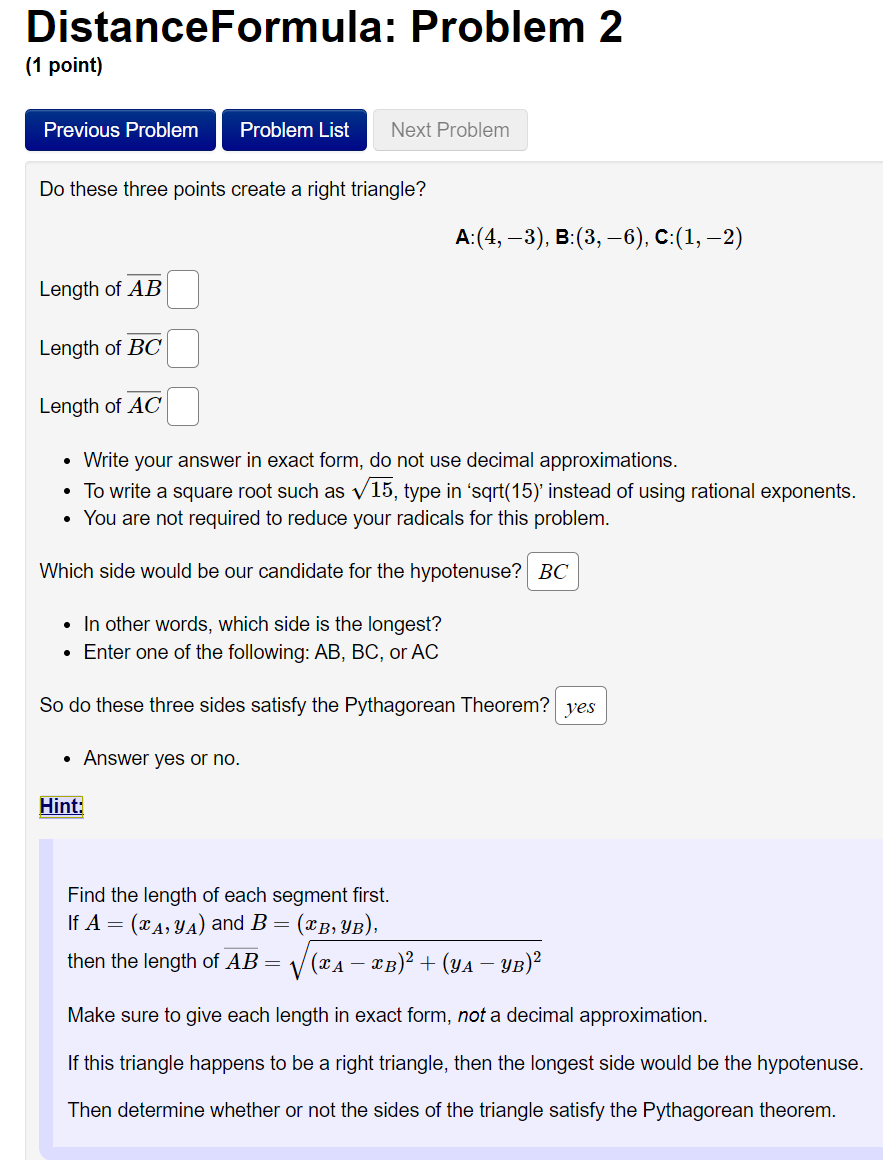 DistanceFormula: Problem 2
(1 point)
Previous Problem Problem List Next Problem
Do these three points create a right triangle?
A:(4, −3), B:(3, −6), C:(1, −2)
Length of A̅B̅
Length of B̅C̅
Length of A̅C̅
• Write your answer in exact form, do not use decimal approximations.
• To write a square root such as √15, type in ‘sqrt(15)’ instead of using rational exponents.
• You are not required to reduce your radicals for this problem.
Which side would be our candidate for the hypotenuse? BC
• In other words, which side is the longest?
• Enter one of the following: AB, BC, or AC
So do these three sides satisfy the Pythagorean Theorem? yes
• Answer yes or no.
Hint:
Find the length of each segment first.
If A = (x_A, y_A) and B = (x_B, y_B),
then the length of A̅B̅ = √((x_A − x_B)² + (y_A − y_B)²)
Make sure to give each length in exact form, not a decimal approximation.
If this triangle happens to be a right triangle, then the longest side would be the hypotenuse.
Then determine whether or not the sides of the triangle satisfy the Pythagorean theorem.